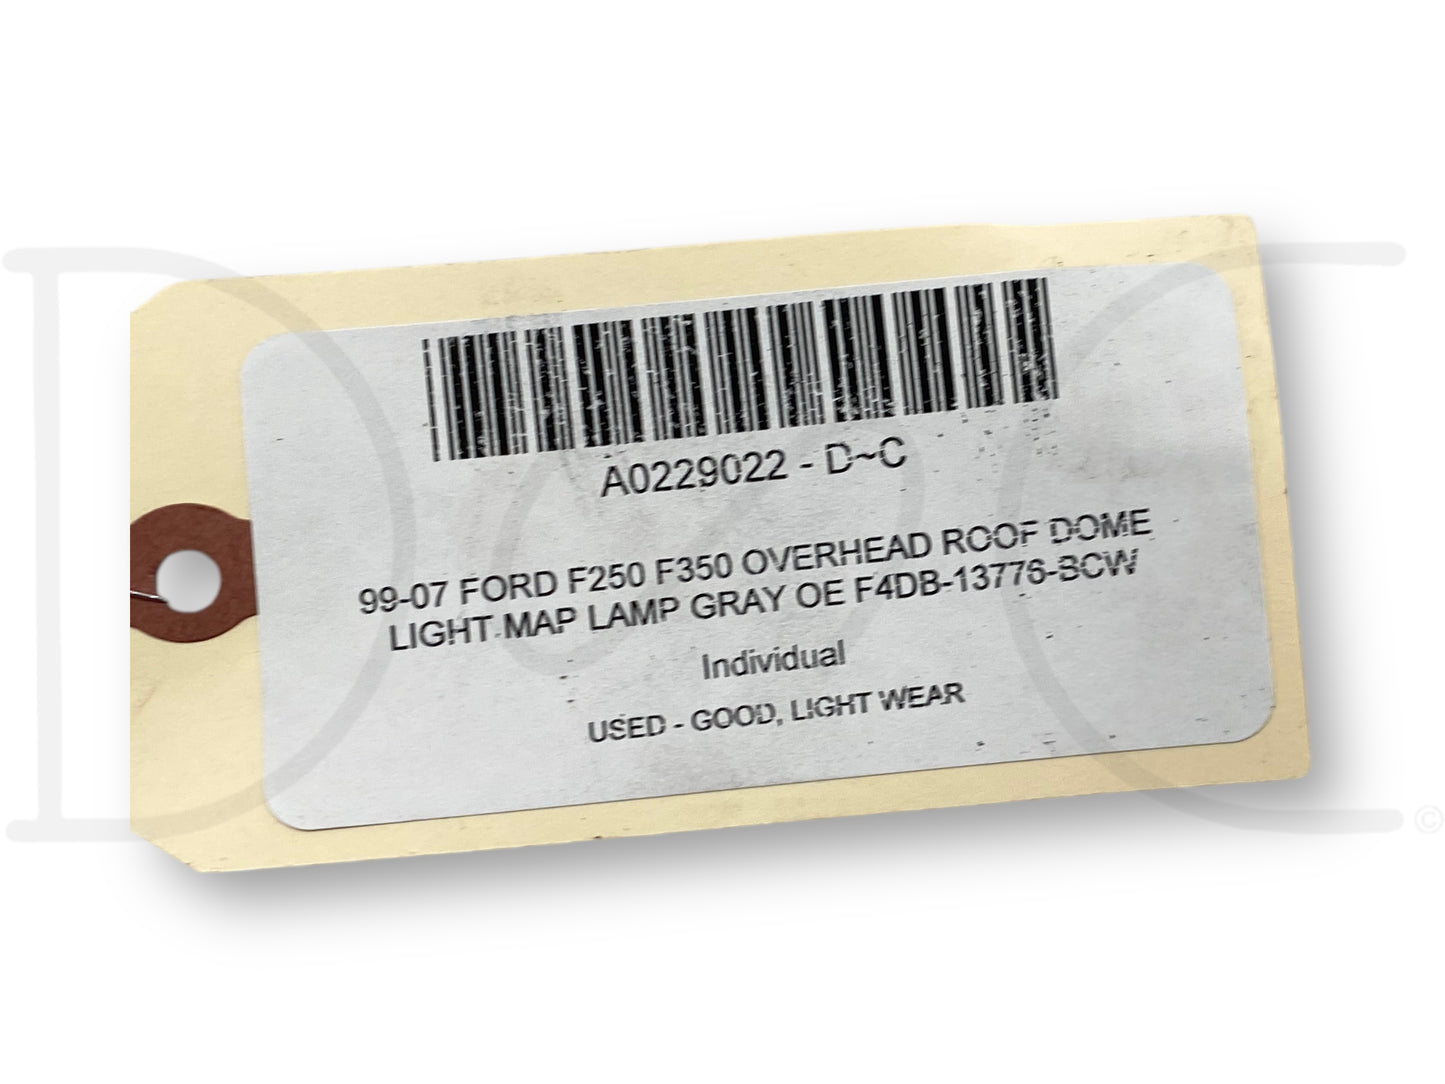 A0229022 - D~C
99-07 FORD F250 F350 OVERHEAD ROOF DOME
LIGHT MAP LAMP GRAY OE F4DB-13776-BCW
Individual
USED - GOOD, LIGHT WEAR
D C
©